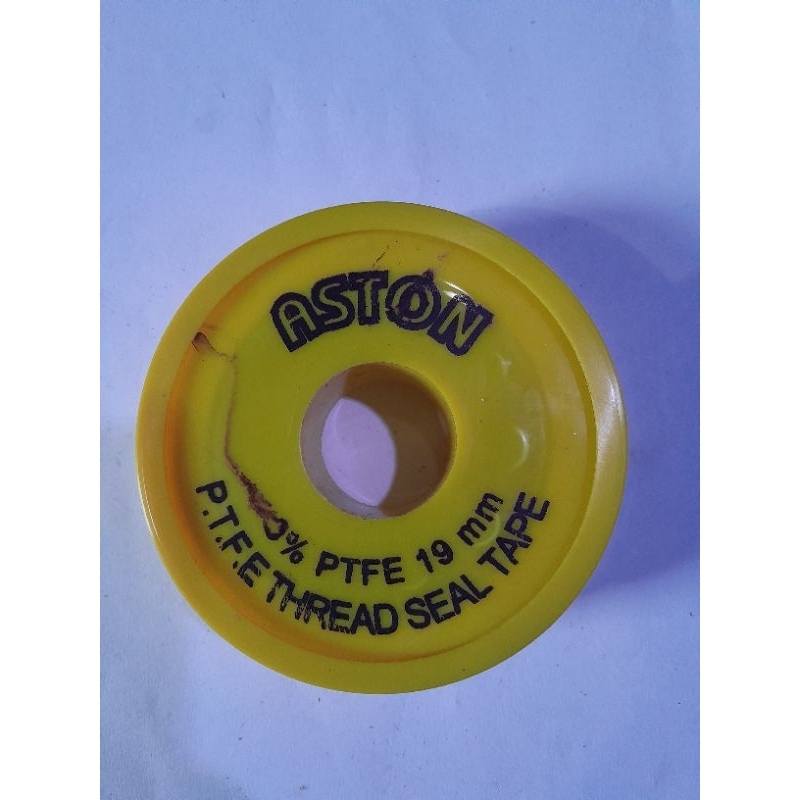 ASTON
% PTFE 19 mm
P.T.F.E THREAD SEAL TAPE